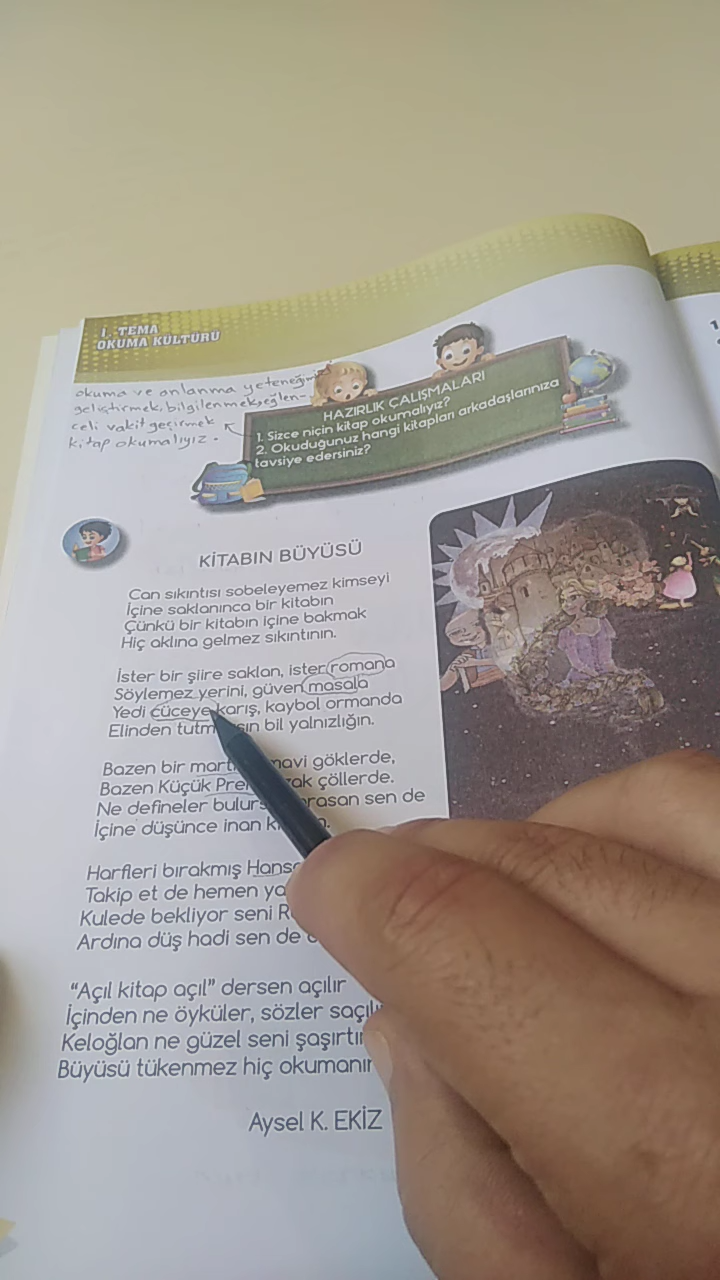 1. TEMA
OKUMA KÜLTÜRÜ
okuma ve anlanma yeteneğimi
geliştirmek, bilgilenmek, eğlen-
celi vakit geçirmek
kitap okumalıyız.
HAZIRLIK ÇALIŞMALARI
1. Sizce niçin kitap okumalıyız?
2. Okuduğunuz hangi kitapları arkadaşlarınıza
tavsiye edersiniz?
KİTABIN BÜYÜSÜ
Can sıkıntısı sobeleyemez kimseyi
İçine saklanınca bir kitabın
Çünkü bir kitabın içine bakmak
Hiç aklına gelmez sıkıntının.
İster bir şiire saklan, ister romana
Söylemez yerini, güven masala
Yedi cüceye karış, kaybol ormanda
Elinden bil yalnızlığın.
Bazen bir göklerde,
Bazen Küçük çöllerde.
Ne defineler sen de
İçine düşünce inan
Harfleri bırakmış
Takip et de hemen
Kulede bekliyor seni
Ardına düş hadi sen de
"Açıl kitap açıl" dersen açılır
İçinden ne öyküler, sözler
Keloğlan ne güzel seni
Büyüsü tükenmez hiç
Aysel K. EKİZ